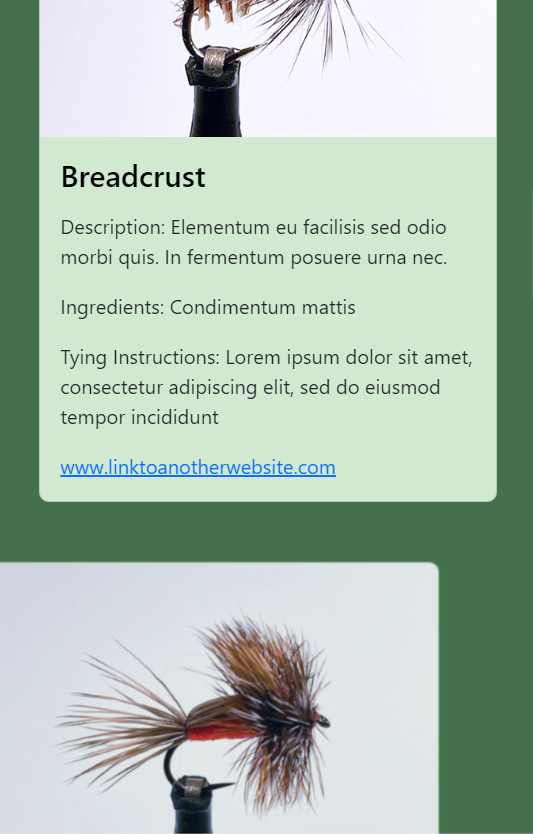 Breadcrust
Description: Elementum eu facilisis sed odio
morbi quis. In fermentum posuere urna nec.
Ingredients: Condimentum mattis
Tying Instructions: Lorem ipsum dolor sit amet,
consectetur adipiscing elit, sed do eiusmod
tempor incididunt
www.linktoanotherwebsite.com